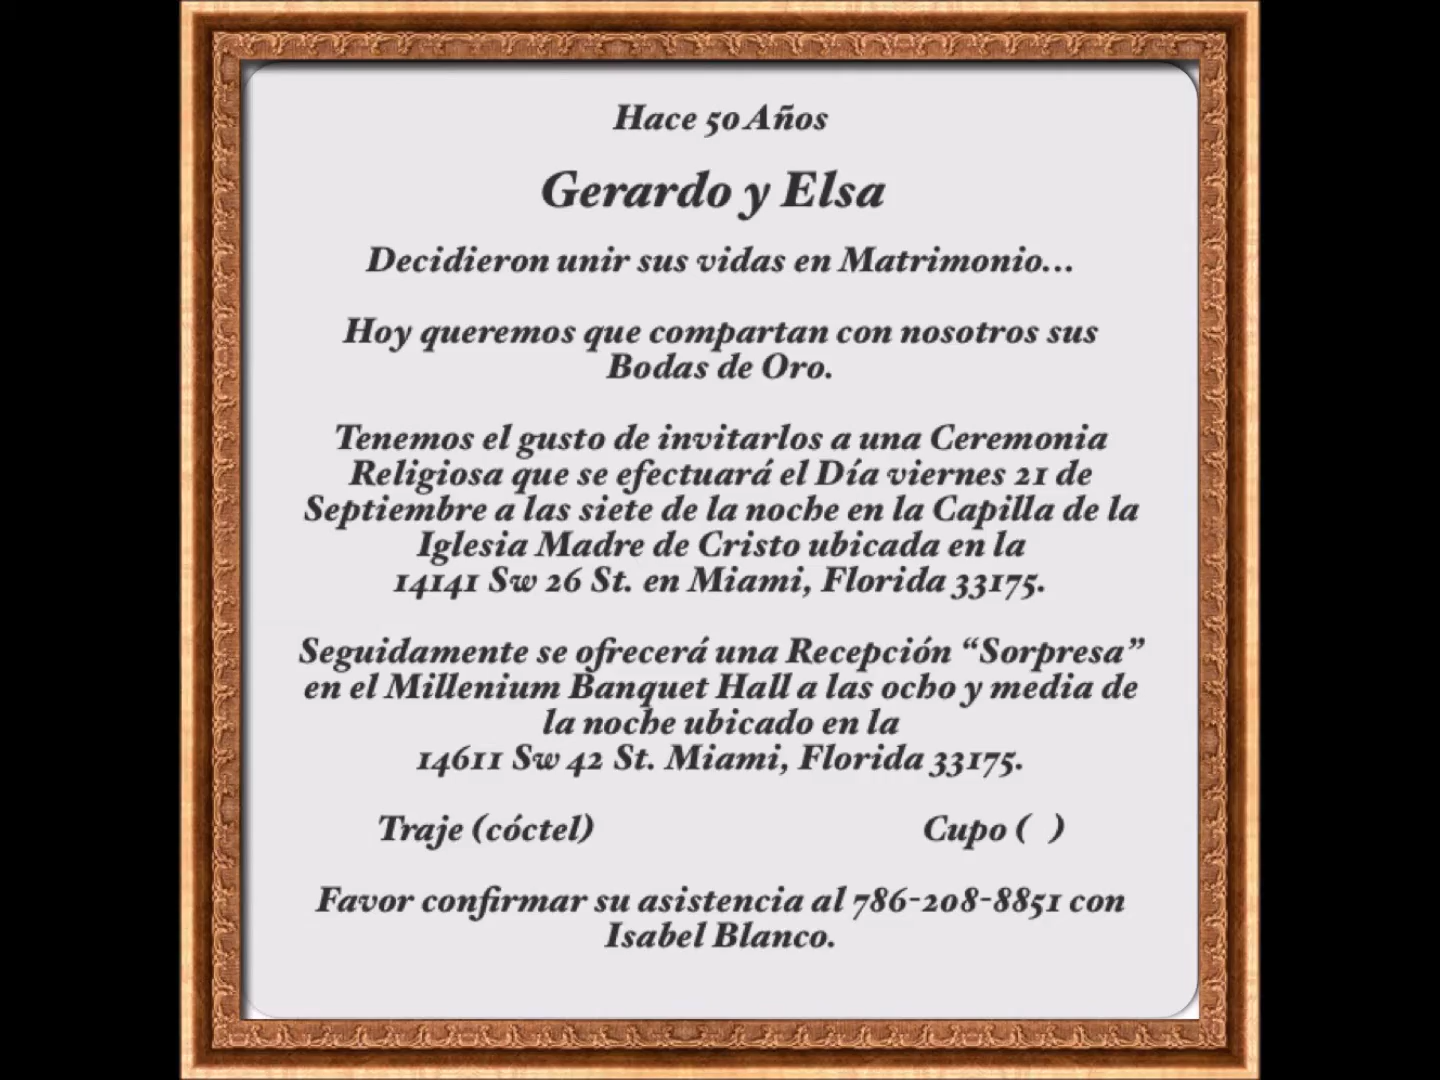 Hace 50 Años
Gerardo y Elsa
Decidieron unir sus vidas en Matrimonio...
Hoy queremos que compartan con nosotros sus
Bodas de Oro.
Tenemos el gusto de invitarlos a una Ceremonia
Religiosa que se efectuará el Día viernes 21 de
Septiembre a las siete de la noche en la Capilla de la
Iglesia Madre de Cristo ubicada en la
14141 Sw 26 St. en Miami, Florida 33175.
Seguidamente se ofrecerá una Recepción “Sorpresa”
en el Millenium Banquet Hall a las ocho y media de
la noche ubicado en la
14611 Sw 42 St. Miami, Florida 33175.
Traje (cóctel) Cupo ( )
Favor confirmar su asistencia al 786-208-8851 con
Isabel Blanco.